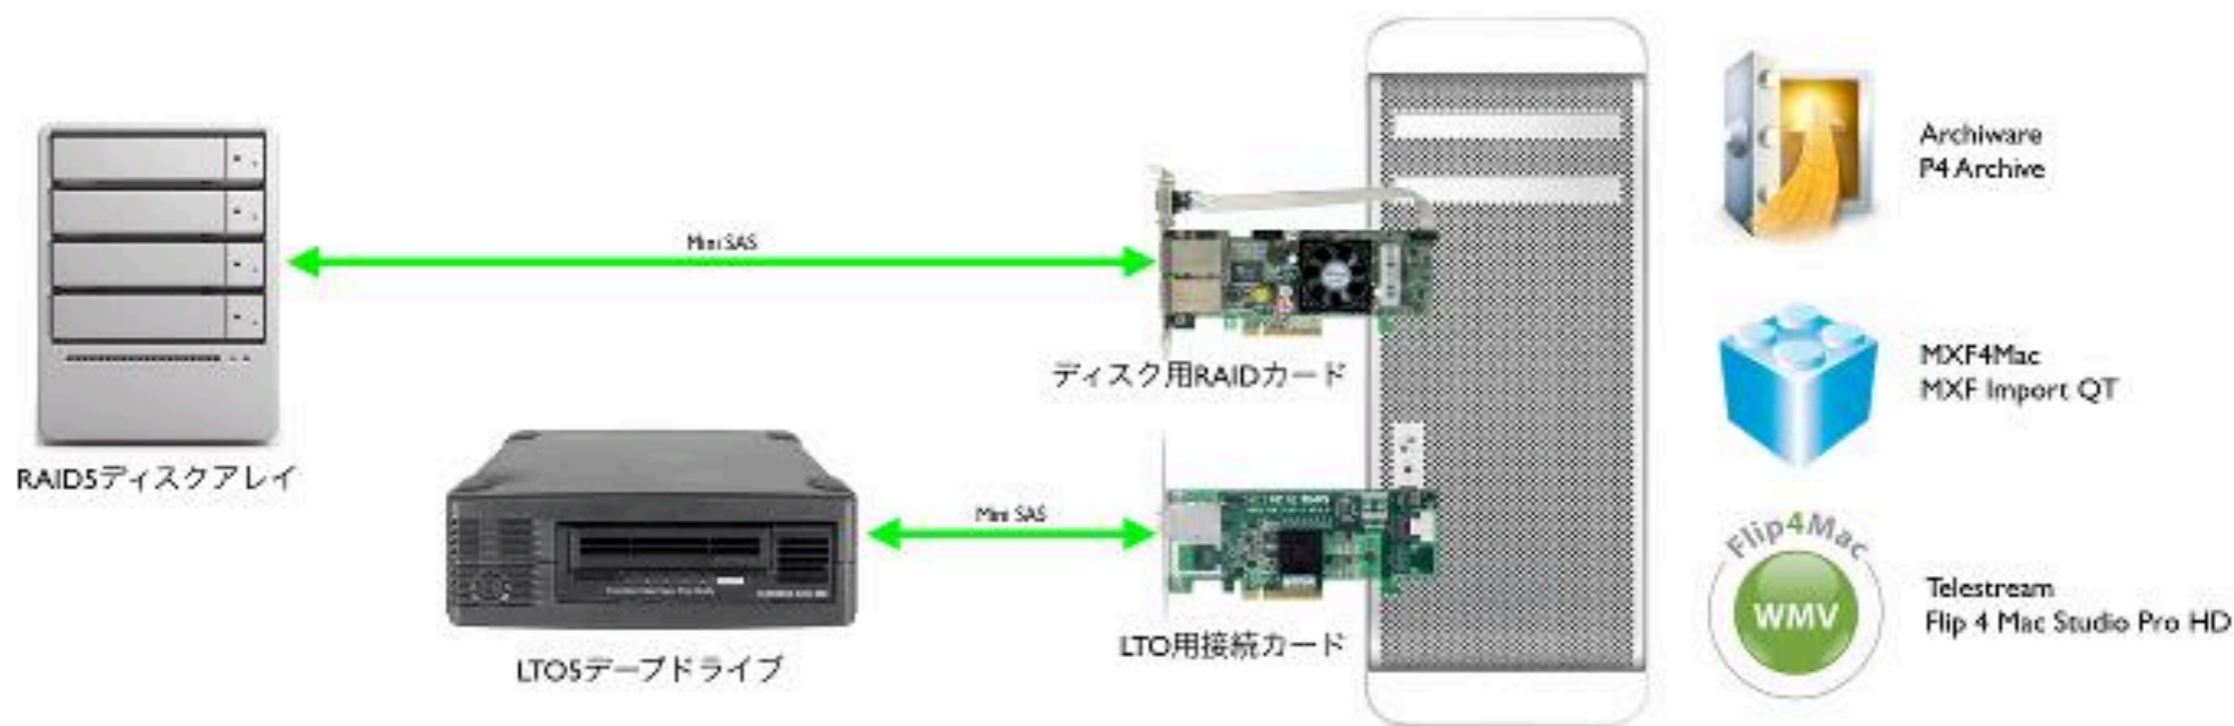 Mini SAS
ディスク用RAIDカード
RAID5ディスクアレイ
Mini SAS
LTO用接続カード
LTO5テープドライブ
Archiware
P4 Archive
MXF4Mac
MXF Import QT
Flip4Mac
WMV
Telestream
Flip 4 Mac Studio Pro HD